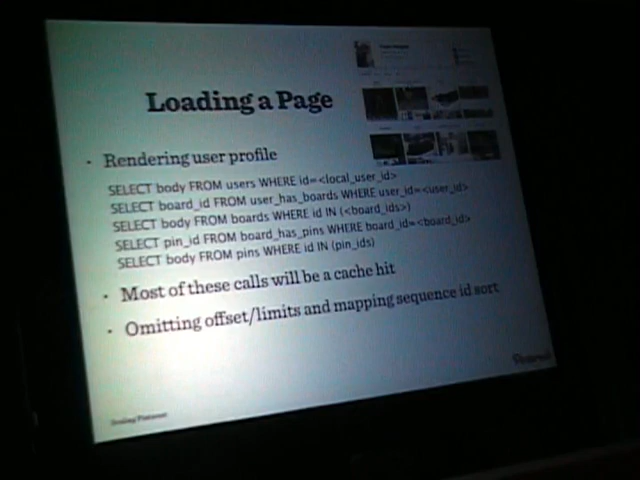 Loading a Page
• Rendering user profile
SELECT body FROM users WHERE id=<local_user_id>
SELECT board_id FROM user_has_boards WHERE user_id=<user_id>
SELECT body FROM boards WHERE id IN (<board_ids>)
SELECT pin_id FROM board_has_pins WHERE board_id=<board_id>
SELECT body FROM pins WHERE id IN (pin_ids)
• Most of these calls will be a cache hit
• Omitting offset/limits and mapping sequence id sort
Pinterest
Scaling Pinterest